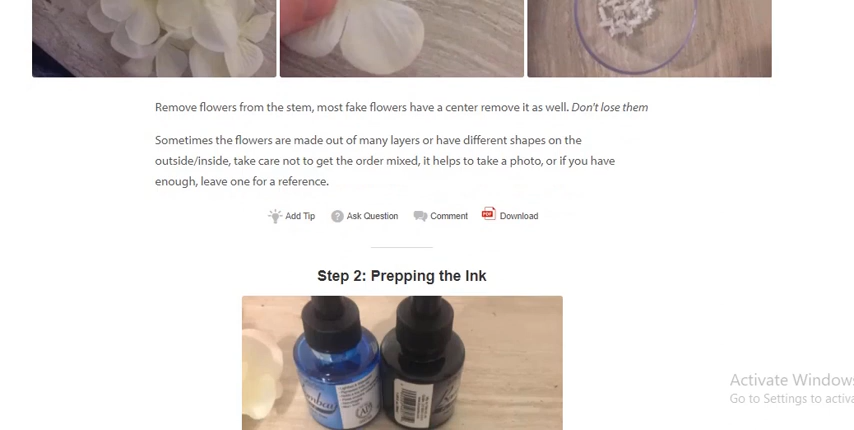 Remove flowers from the stem, most fake flowers have a center remove it as well. Don't lose them
Sometimes the flowers are made out of many layers or have different shapes on the
outside/inside, take care not to get the order mixed, it helps to take a photo, or if you have
enough, leave one for a reference.
Add Tip Ask Question Comment PDF Download
Step 2: Prepping the Ink
Activate Windows
Go to Settings to activa